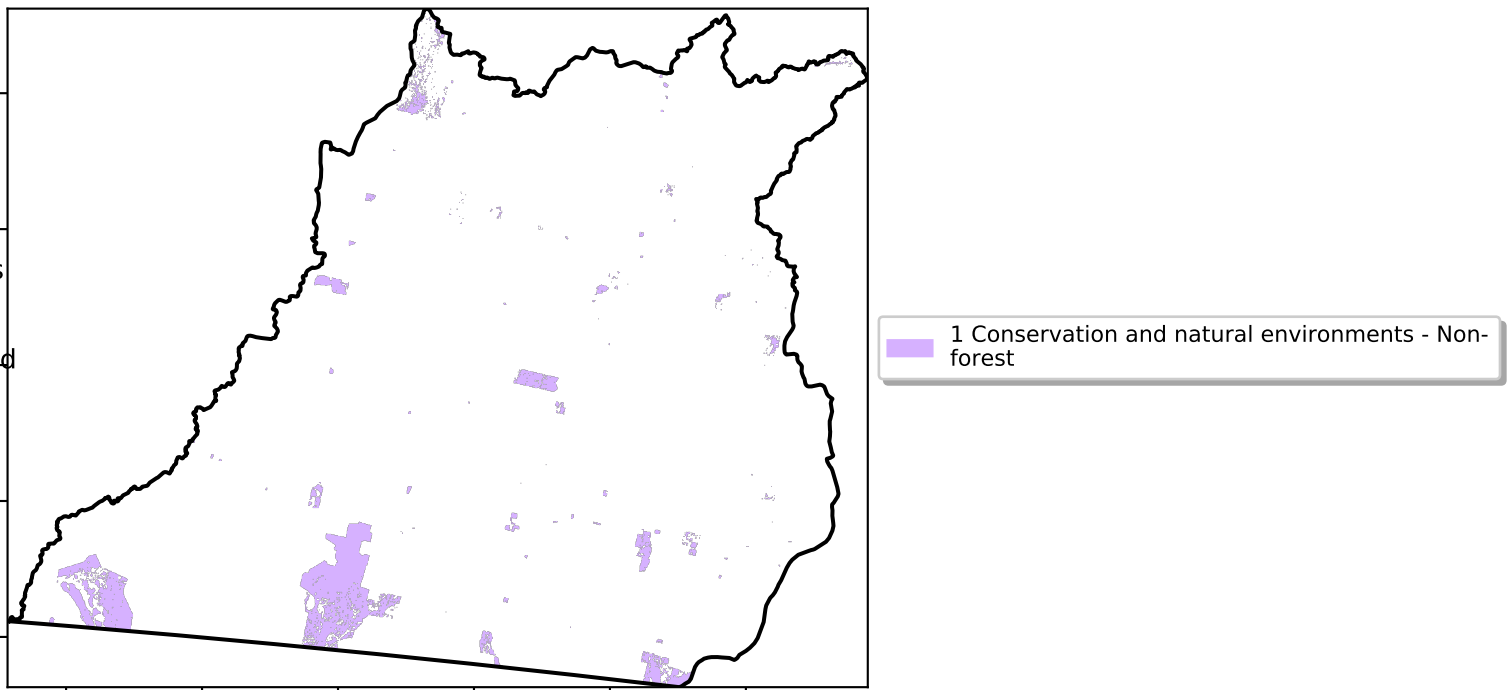 s
d
1 Conservation and natural environments - Non-
forest